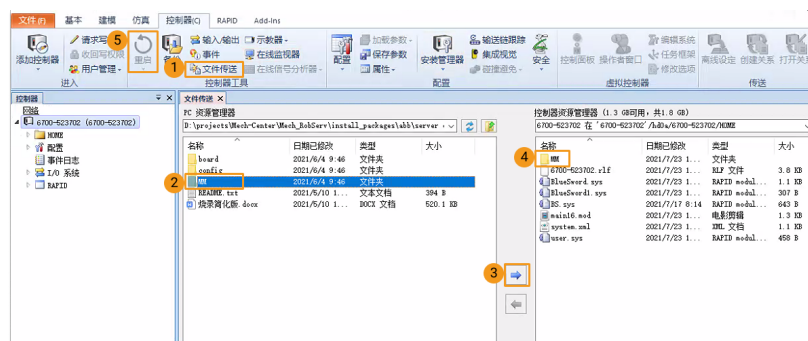 文件(F) 基本 建模 仿真 控制器(C) RAPID Add-Ins
添加控制器
请求写
收回写权限
用户管理
进入
5
重启
备
输入/输出
示教器
事件
在线监视器
1
文件传送
在线信号分析器
控制器工具
配置
加载参数
保存参数
属性
安装管理器
输送链跟踪
集成视觉
碰撞避免
配置
安全
控制面板
操作者窗口
编辑系统
任务框架
修改选项
虚拟控制器
离线设定
创建关系
打开关
传送
控制器
网络
6700-523702 (6700-523702)
HOME
配置
事件日志
I/O 系统
RAPID
文件传送
PC 资源管理器
D:\projects\Mech-Center\Mech_RobServ\install_packages\abb\server
名称 日期已修改 类型 大小
board 2021/6/4 9:46 文件夹
config 2021/6/4 9:46 文件夹
2
MM 2021/6/4 9:46 文件夹
README.txt 2021/5/10 1... 文本文档 394 B
烧录简化版.docx 2021/5/10 1... DOCX 文档 520.1 KB
3
控制器资源管理器 (1.3 GB可用，共1.8 GB)
6700-523702 在 '6700-523702'/hd0a/6700-523702/HOME
名称 日期已修改 类型 大小
4
MM 2021/7/23 1... 文件夹
6700-523702.rlf 2021/7/23 1... RLF 文件 3.8 KB
BlueSword.sys 2021/7/23 1... RAPID modul... 1.1 KB
BlueSword1.sys 2021/7/23 1... RAPID modul... 307 B
BS.sys 2021/7/17 8:14 RAPID modul... 643 B
main16.mod 2021/7/23 1... 电影剪辑 1.3 KB
system.xml 2021/7/23 1... XML 文档 1.1 KB
user.sys 2021/7/23 1... RAPID modul... 458 B